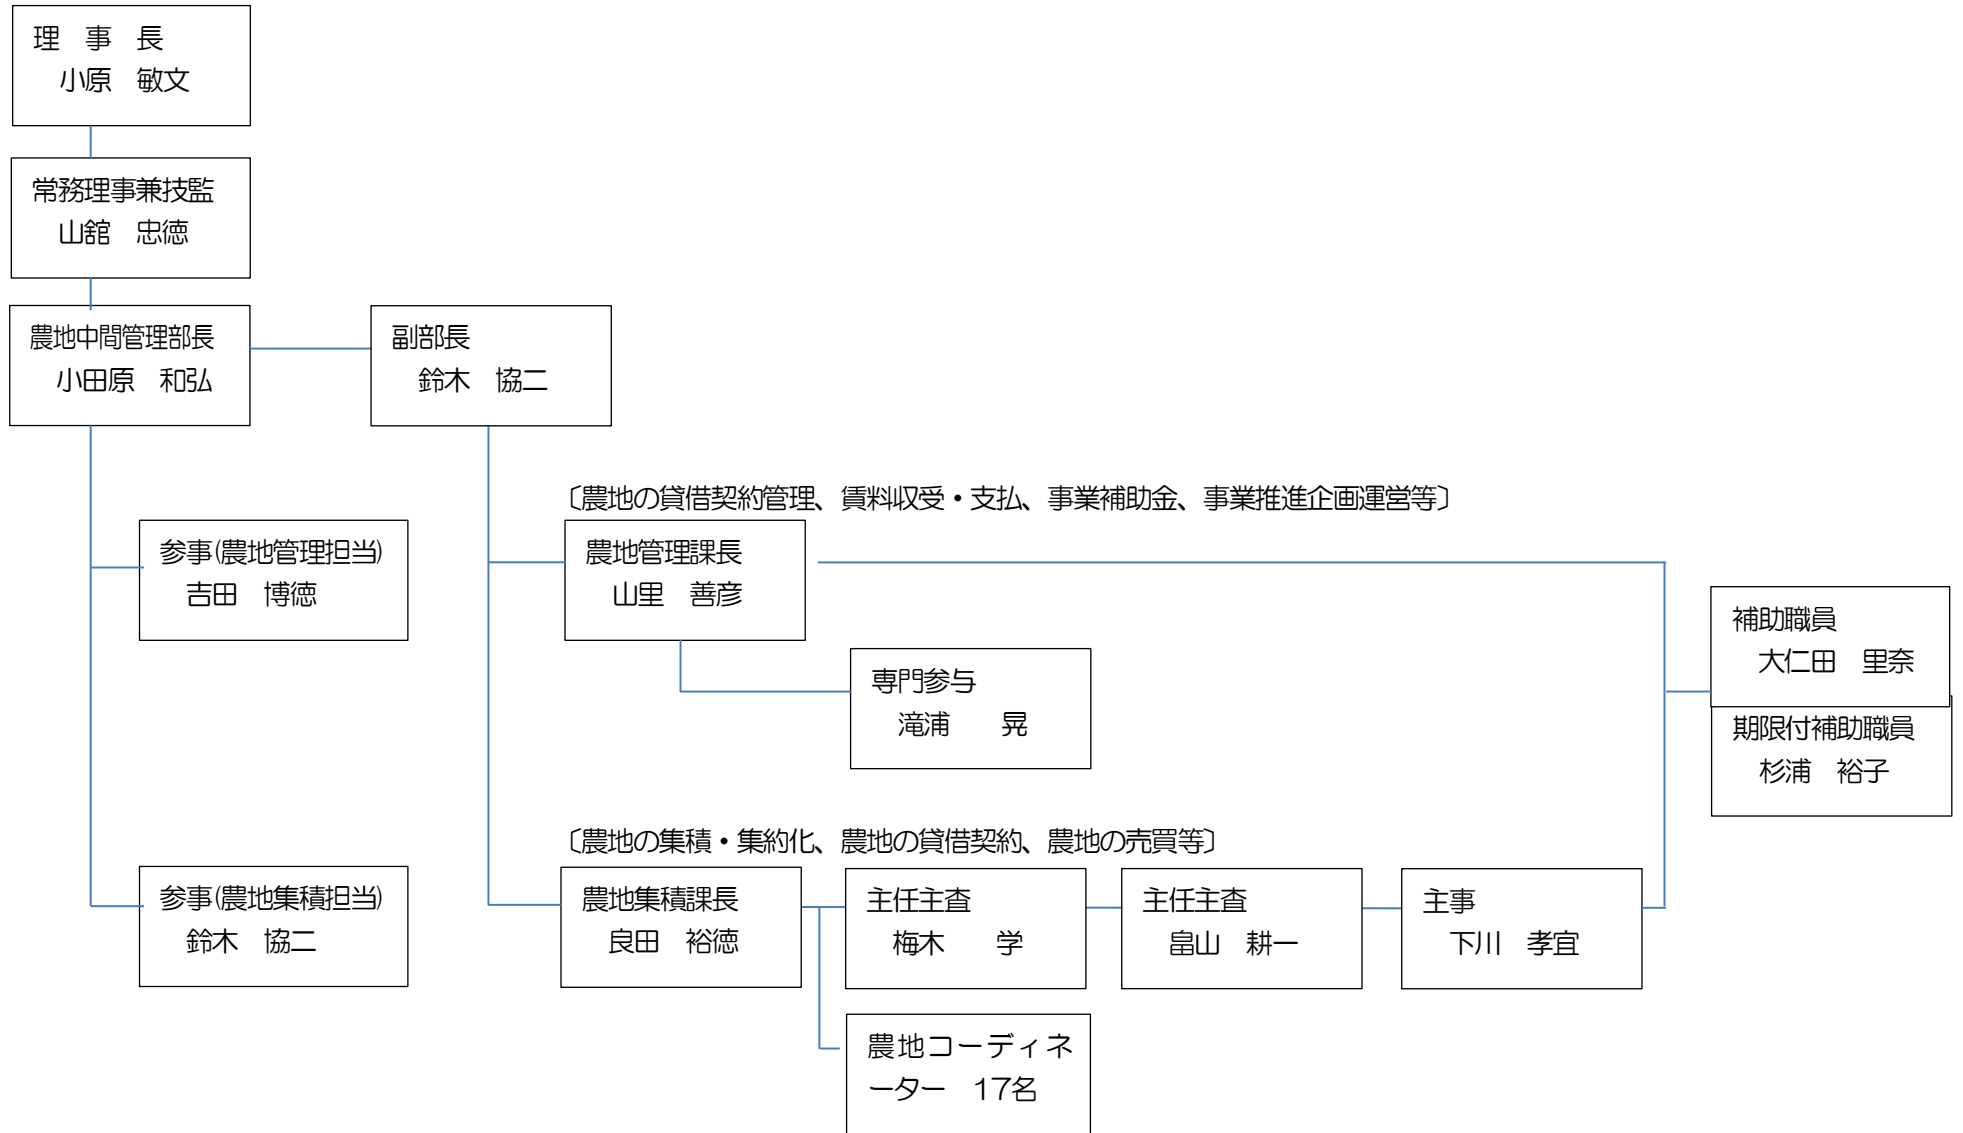 理　事　長
小原　敏文
常務理事兼技監
山舘　忠徳
農地中間管理部長
小田原　和弘
副部長
鈴木　協二
〔農地の貸借契約管理、賃料収受・支払、事業補助金、事業推進企画運営等〕
参事(農地管理担当)
吉田　博徳
農地管理課長
山里　善彦
補助職員
大仁田　里奈
専門参与
滝浦　　晃
期限付補助職員
杉浦　裕子
〔農地の集積・集約化、農地の貸借契約、農地の売買等〕
参事(農地集積担当)
鈴木　協二
農地集積課長
良田　裕徳
主任主査
梅木　　学
主任主査
畠山　耕一
主事
下川　孝宜
農地コーディネ
ーター　17名